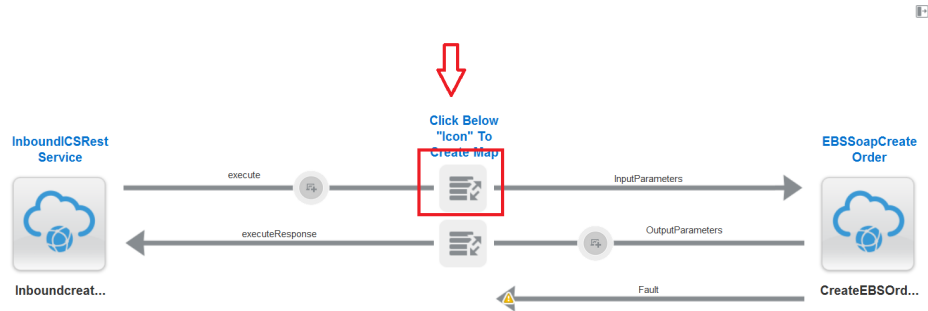 Click Below
"Icon" To
Create Map
InboundICSRest
Service
EBSSoapCreate
Order
execute
InputParameters
executeResponse
OutputParameters
Inboundcreat...
Fault
CreateEBSOrd...